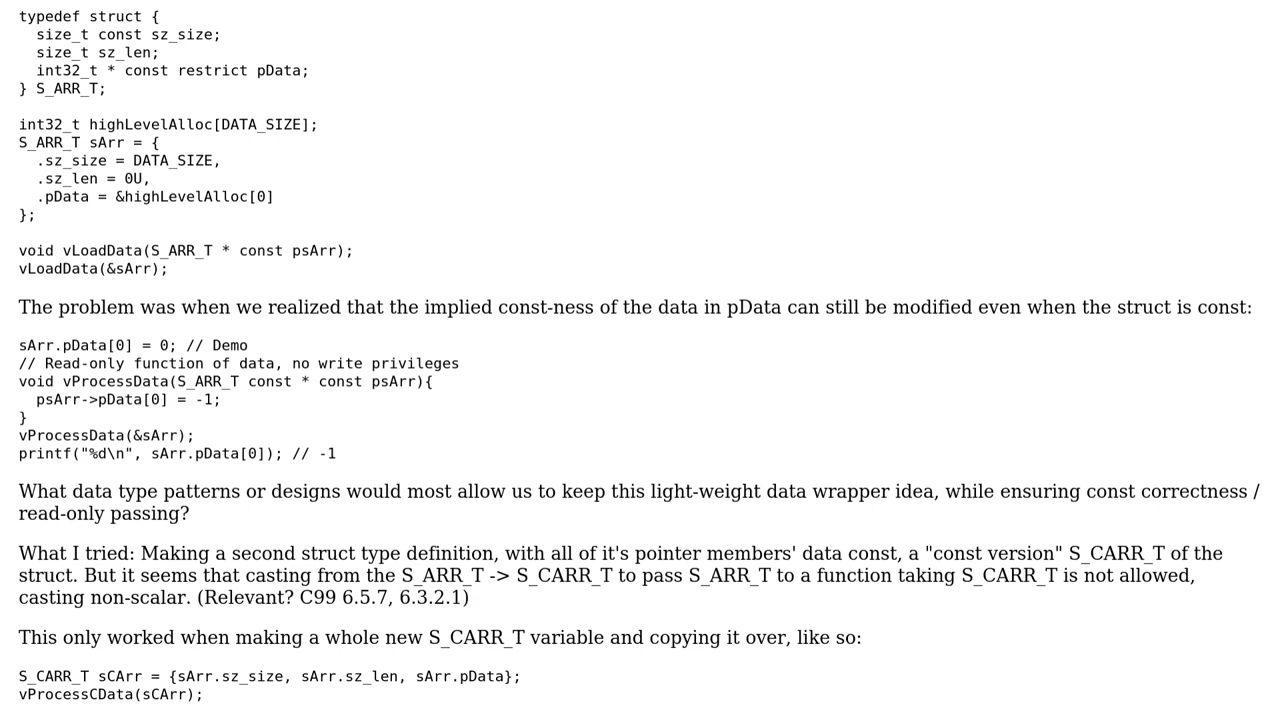 typedef struct {
  size_t const sz_size;
  size_t sz_len;
  int32_t * const restrict pData;
} S_ARR_T;

int32_t highLevelAlloc[DATA_SIZE];
S_ARR_T sArr = {
  .sz_size = DATA_SIZE,
  .sz_len = 0U,
  .pData = &highLevelAlloc[0]
};

void vLoadData(S_ARR_T * const psArr);
vLoadData(&sArr);

The problem was when we realized that the implied const-ness of the data in pData can still be modified even when the struct is const:

sArr.pData[0] = 0; // Demo
// Read-only function of data, no write privileges
void vProcessData(S_ARR_T const * const psArr){
  psArr->pData[0] = -1;
}
vProcessData(&sArr);
printf("%d\n", sArr.pData[0]); // -1

What data type patterns or designs would most allow us to keep this light-weight data wrapper idea, while ensuring const correctness /
read-only passing?

What I tried: Making a second struct type definition, with all of it's pointer members' data const, a "const version" S_CARR_T of the
struct. But it seems that casting from the S_ARR_T -> S_CARR_T to pass S_ARR_T to a function taking S_CARR_T is not allowed,
casting non-scalar. (Relevant? C99 6.5.7, 6.3.2.1)

This only worked when making a whole new S_CARR_T variable and copying it over, like so:

S_CARR_T sCArr = {sArr.sz_size, sArr.sz_len, sArr.pData};
vProcessCData(sCArr);